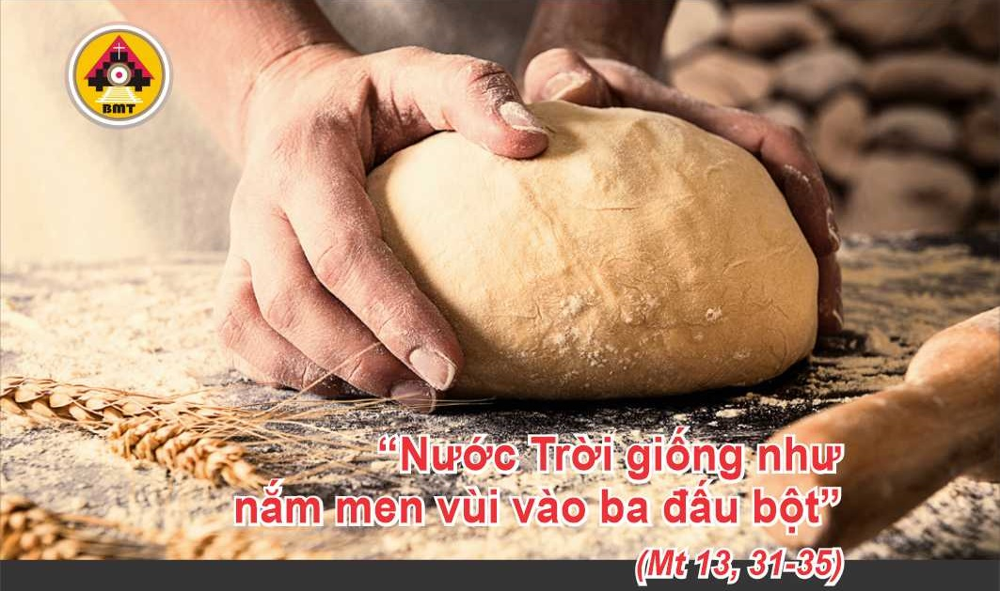 BMT
“Nước Trời giống như
nắm men vùi vào ba đấu bột”
(Mt 13, 31-35)